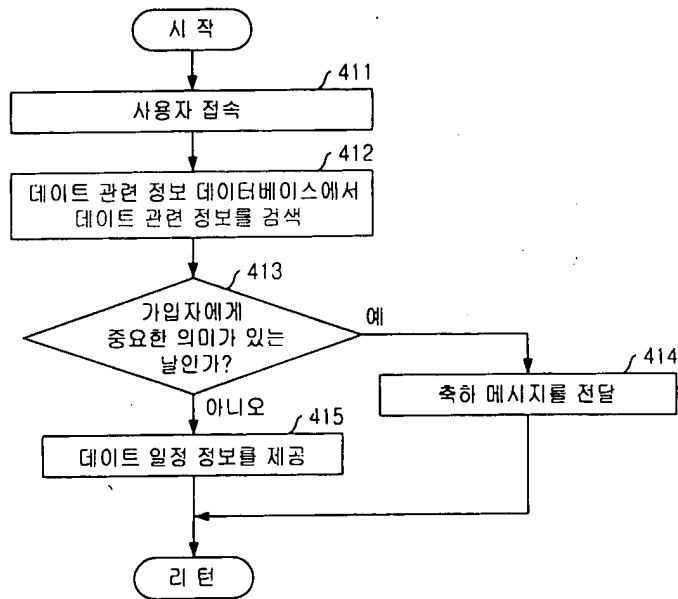 시 작
411
사용자 접속
412
데이트 관련 정보 데이터베이스에서
데이트 관련 정보를 검색
413
가입자에게
중요한 의미가 있는
날인가?
예
414
축하 메시지를 전달
아니오
415
데이트 일정 정보를 제공
리 턴